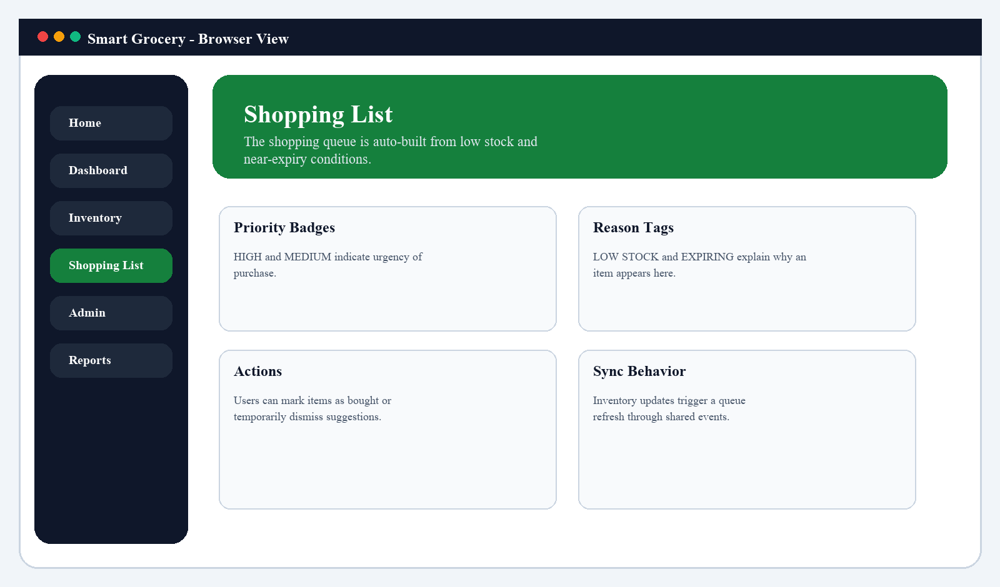 Smart Grocery - Browser View
Home
Dashboard
Inventory
Shopping List
Admin
Reports
Shopping List
The shopping queue is auto-built from low stock and
near-expiry conditions.
Priority Badges
HIGH and MEDIUM indicate urgency of
purchase.
Reason Tags
LOW STOCK and EXPIRING explain why an
item appears here.
Actions
Users can mark items as bought or
temporarily dismiss suggestions.
Sync Behavior
Inventory updates trigger a queue
refresh through shared events.